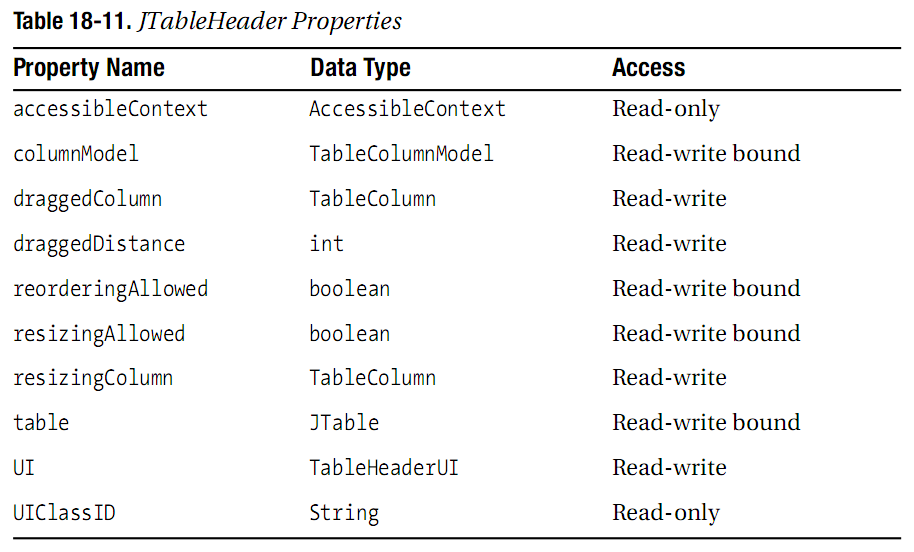 Table 18-11. JTableHeader Properties
Property Name Data Type Access
accessibleContext AccessibleContext Read-only
columnModel TableColumnModel Read-write bound
draggedColumn TableColumn Read-write
draggedDistance int Read-write
reorderingAllowed boolean Read-write bound
resizingAllowed boolean Read-write bound
resizingColumn TableColumn Read-write
table JTable Read-write bound
UI TableHeaderUI Read-write
UIClassID String Read-only